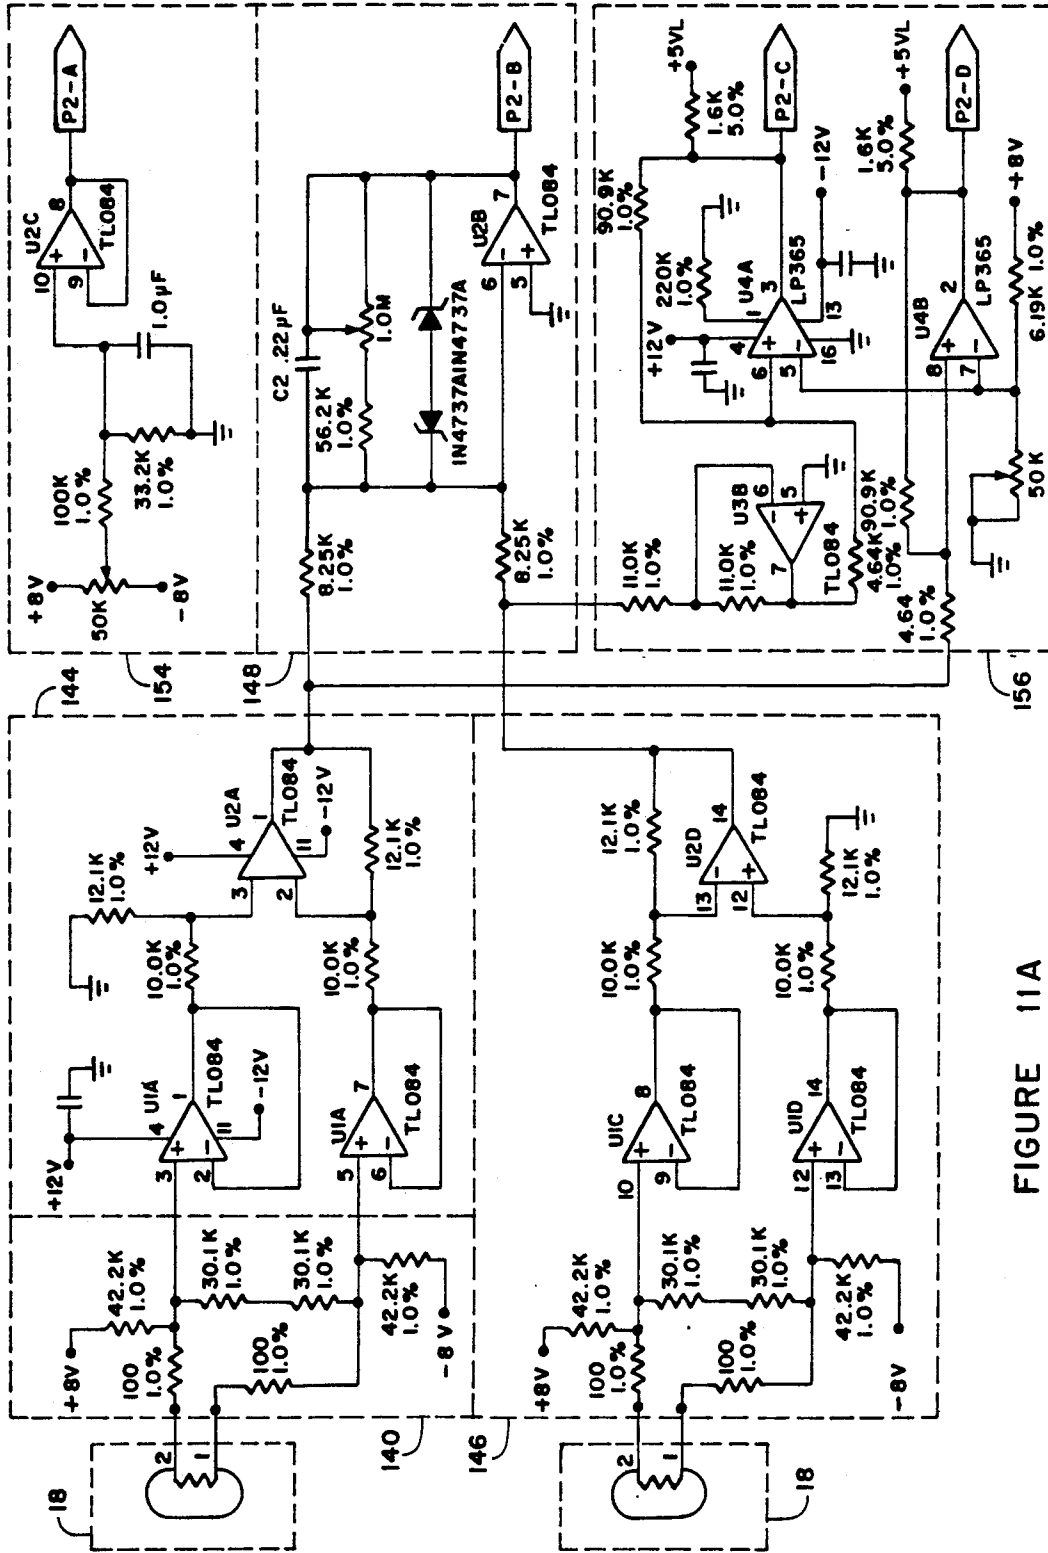 18
2
1
140
+8V
42.2K
1.0%
100
1.0%
30.1K
1.0%
30.1K
1.0%
100
1.0%
42.2K
1.0%
-8V
144
+12V
4
U1A
3
+
1
2
-
11
TL084
-12V
10.0K
1.0%
12.1K
1.0%
+12V
4
U2A
3
1
2
11
TL084
-12V
5
+
U1A
7
6
-
TL084
10.0K
1.0%
12.1K
1.0%
18
2
1
146
+8V
42.2K
1.0%
100
1.0%
30.1K
1.0%
30.1K
1.0%
100
1.0%
42.2K
1.0%
-8V
10
+
U1C
8
9
-
TL084
10.0K
1.0%
12.1K
1.0%
13
-
U2D
14
12
+
TL084
12
+
U1D
14
13
-
TL084
10.0K
1.0%
12.1K
1.0%
154
+8V
50K
-8V
100K
1.0%
33.2K
1.0%
1.0µF
10
+
U2C
8
9
-
TL084
P2-A
148
8.25K
1.0%
C2 .22µF
56.2K
1.0%
1.0M
1N4737A
1N4737A
8.25K
1.0%
6
-
U2B
7
5
+
TL084
P2-B
156
11.0K
1.0%
11.0K
1.0%
U3B
6
-
5
+
7
TL084
4.64K
1.0%
90.9K
1.0%
+12V
220K
1.0%
4
1
U4A
6
+
3
5
-
LP365
16
13
-12V
1.6K
5.0%
+5VL
P2-C
4.64
1.0%
90.9K
1.0%
8
+
U4B
2
7
-
LP365
1.6K
5.0%
+5VL
P2-D
50K
6.19K 1.0%
+8V
FIGURE 11A